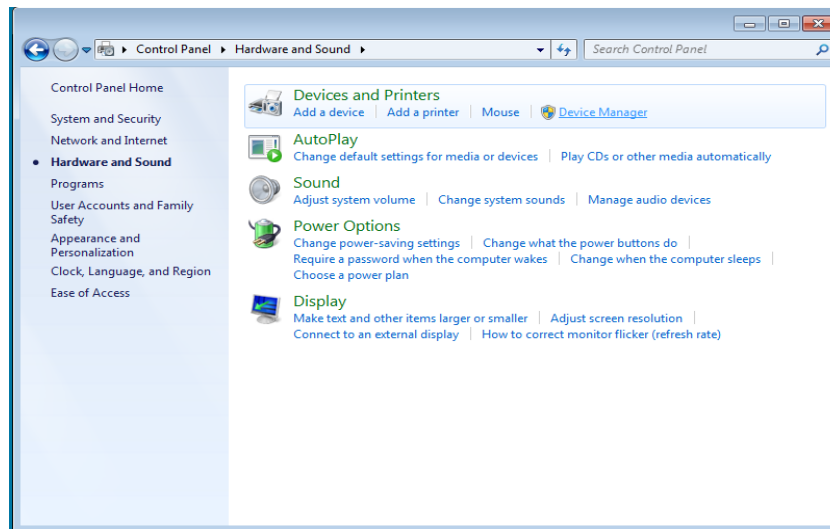 Control Panel Hardware and Sound Search Control Panel
Control Panel Home
System and Security
Network and Internet
Hardware and Sound
Programs
User Accounts and Family
Safety
Appearance and
Personalization
Clock, Language, and Region
Ease of Access
Devices and Printers
Add a device Add a printer Mouse Device Manager
AutoPlay
Change default settings for media or devices Play CDs or other media automatically
Sound
Adjust system volume Change system sounds Manage audio devices
Power Options
Change power-saving settings Change what the power buttons do
Require a password when the computer wakes Change when the computer sleeps
Choose a power plan
Display
Make text and other items larger or smaller Adjust screen resolution
Connect to an external display How to correct monitor flicker (refresh rate)